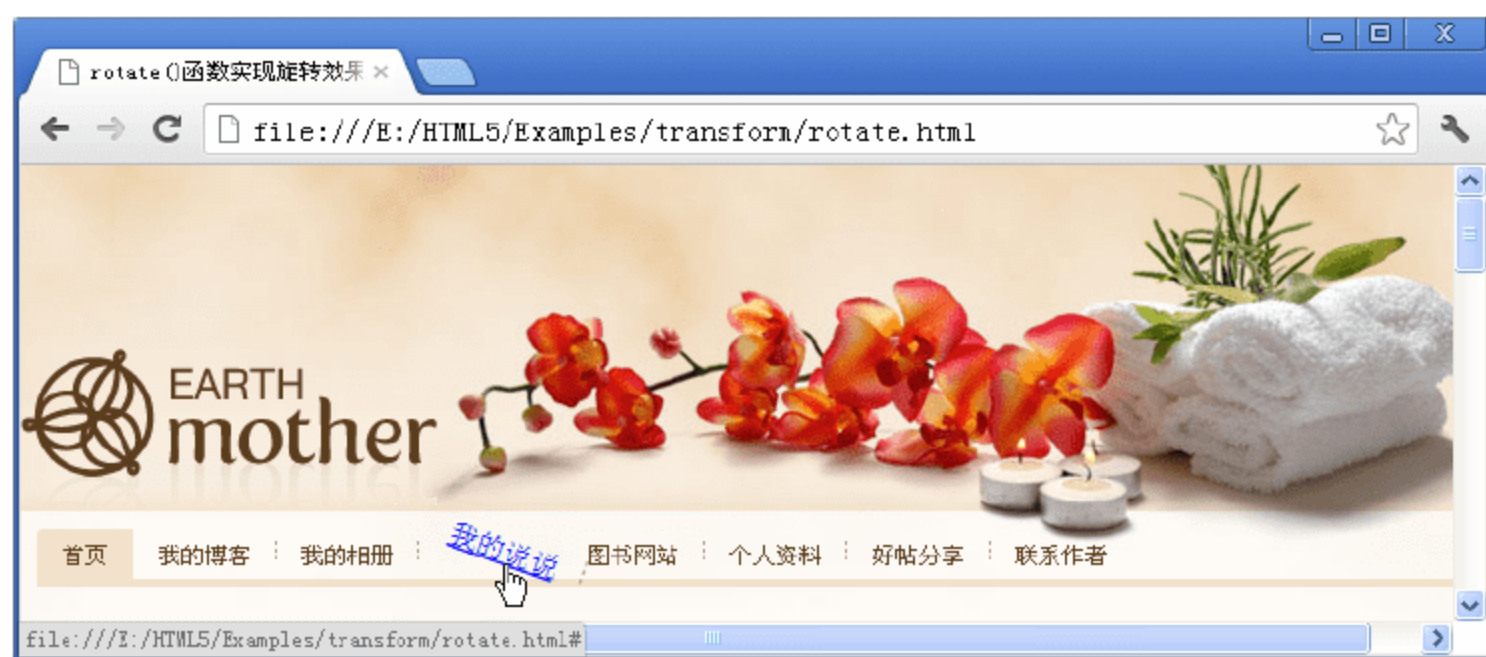 rotate()函数实现旋转效果
file:///E:/HTML5/Examples/transform/rotate.html
EARTH
mother
首页 我的博客 我的相册 我的说说 图书网站 个人资料 好帖分享 联系作者
file:///E:/HTML5/Examples/transform/rotate.html#